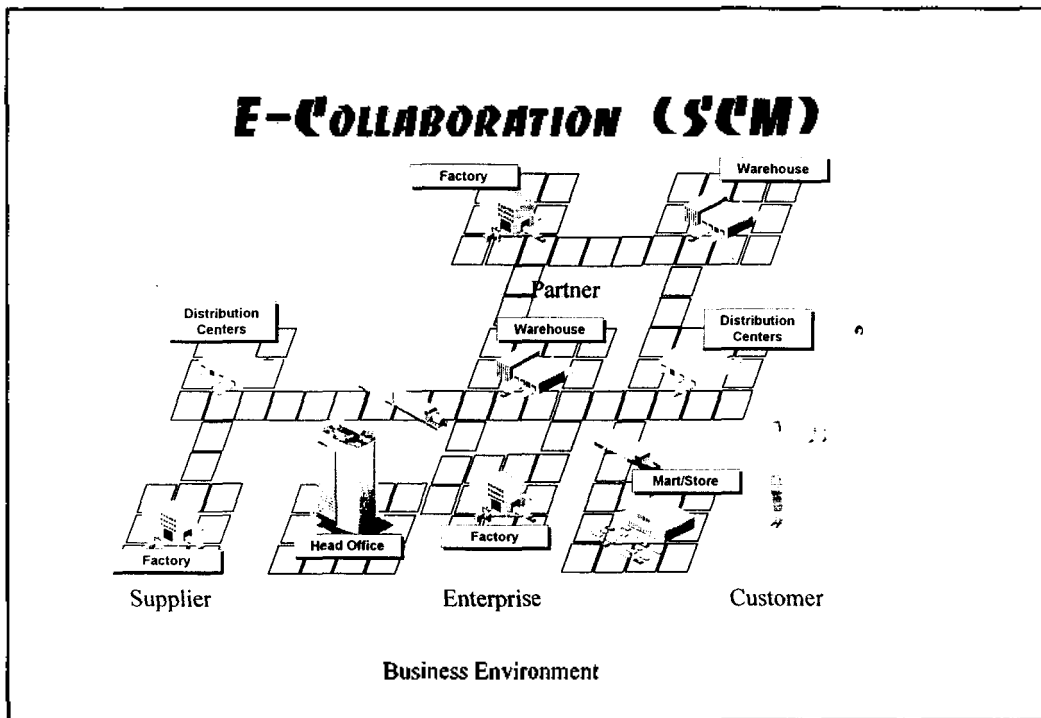 E-COLLABORATION (SCM)
Factory
Warehouse
Partner
Distribution
Centers
Warehouse
Distribution
Centers
Mart/Store
Head Office
Factory
Factory
Supplier
Enterprise
Customer
Business Environment